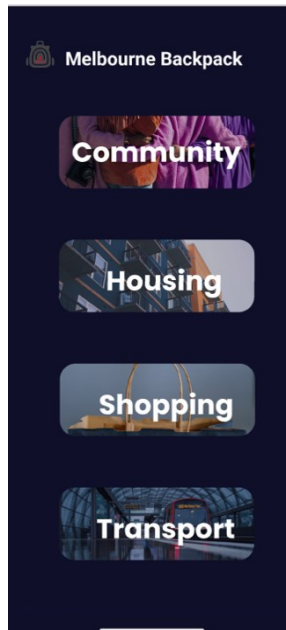 Melbourne Backpack
Community
Housing
Shopping
Transport